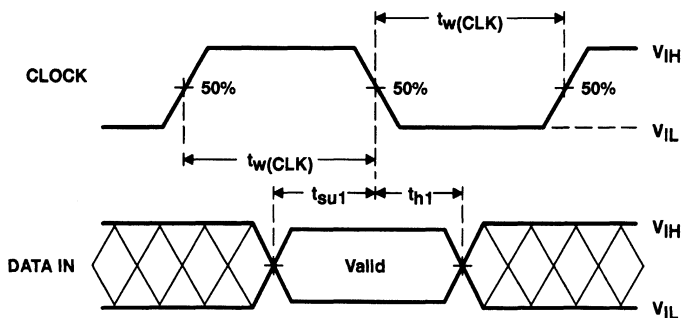 tw(CLK)
VIH
CLOCK
50%
50%
50%
VIL
tw(CLK)
tsu1
th1
VIH
DATA IN
Valid
VIL